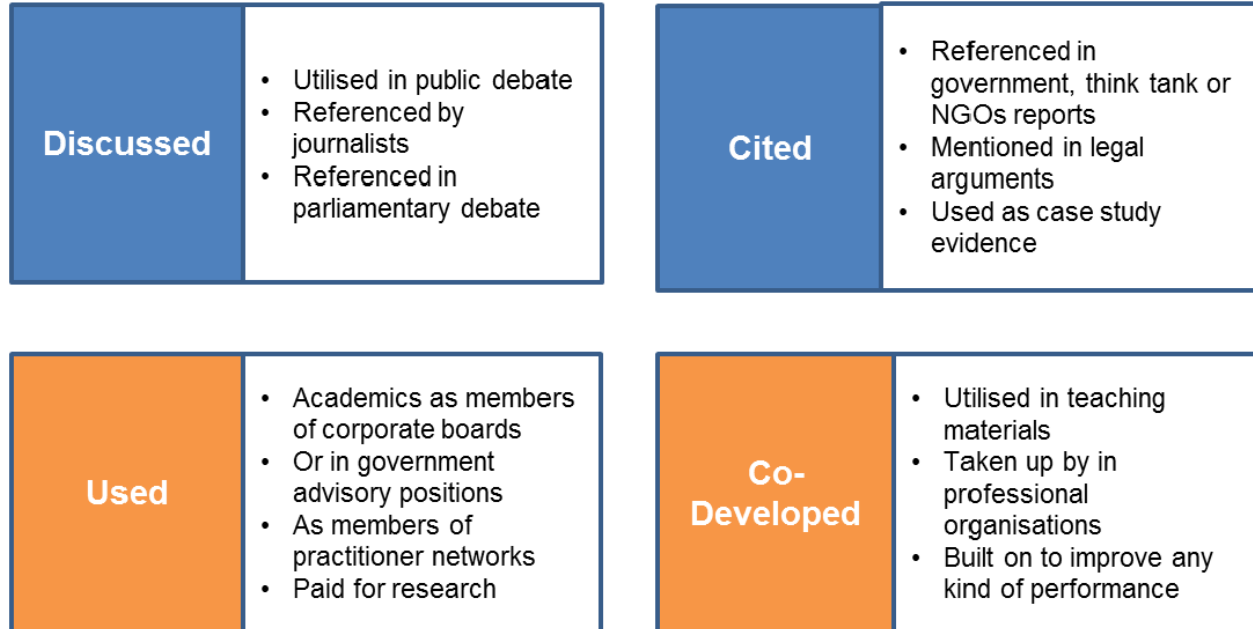 Discussed
• Utilised in public debate
• Referenced by
journalists
• Referenced in
parliamentary debate
Cited
• Referenced in
government, think tank or
NGOs reports
• Mentioned in legal
arguments
• Used as case study
evidence
Used
• Academics as members
of corporate boards
• Or in government
advisory positions
• As members of
practitioner networks
• Paid for research
Co-
Developed
• Utilised in teaching
materials
• Taken up by in
professional
organisations
• Built on to improve any
kind of performance